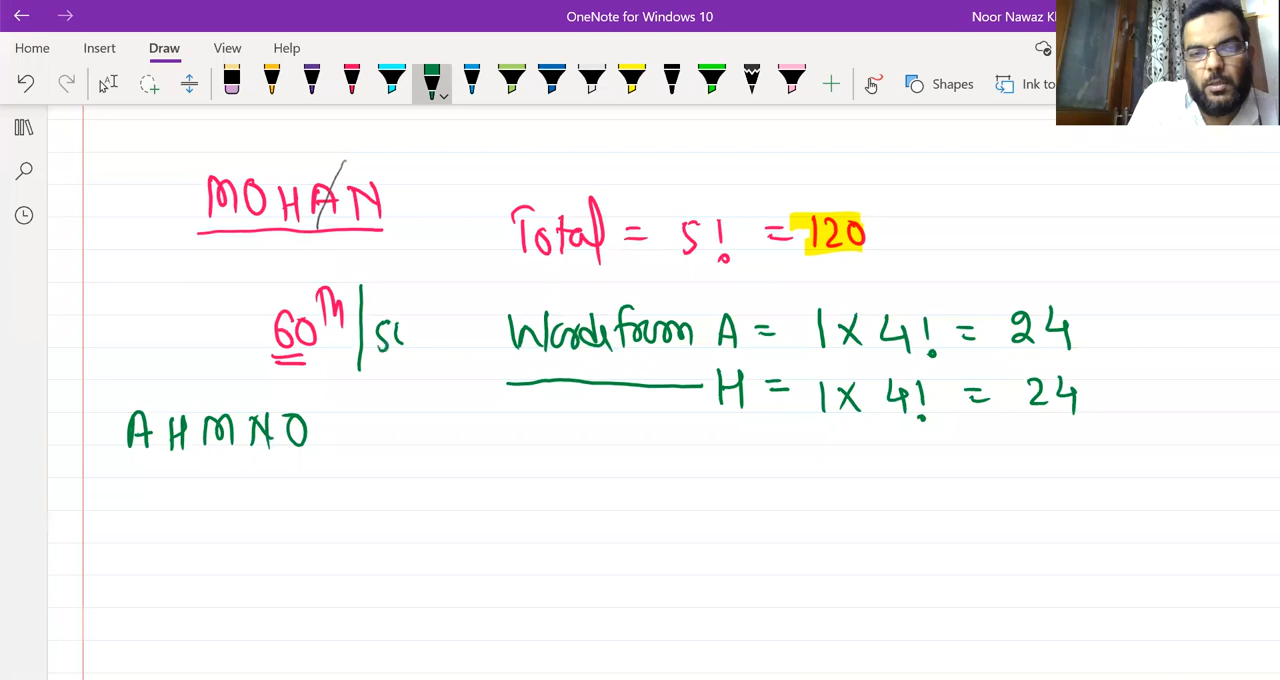 OneNote for Windows 10
Noor Nawaz Kh
Home Insert Draw View Help
Shapes Ink to
MOHAN
Total = 5! = 120
60th
Words from A = 1 X 4! = 24
H = 1 X 4! = 24
A H M N O